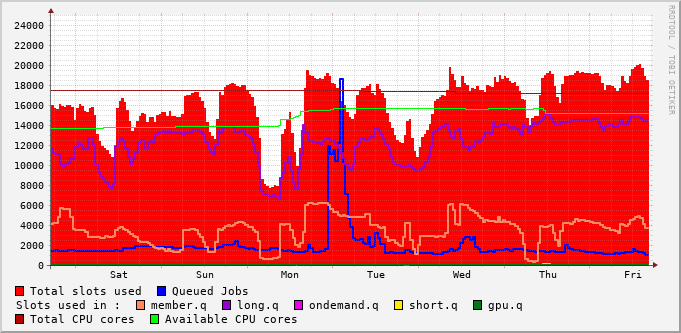 24000
22000
20000
18000
16000
14000
12000
10000
8000
6000
4000
2000
0
Sat Sun Mon Tue Wed Thu Fri
RRDTOOL / TOBI OETIKER
Total slots used Queued Jobs
Slots used in : member.q long.q ondemand.q short.q gpu.q
Total CPU cores Available CPU cores